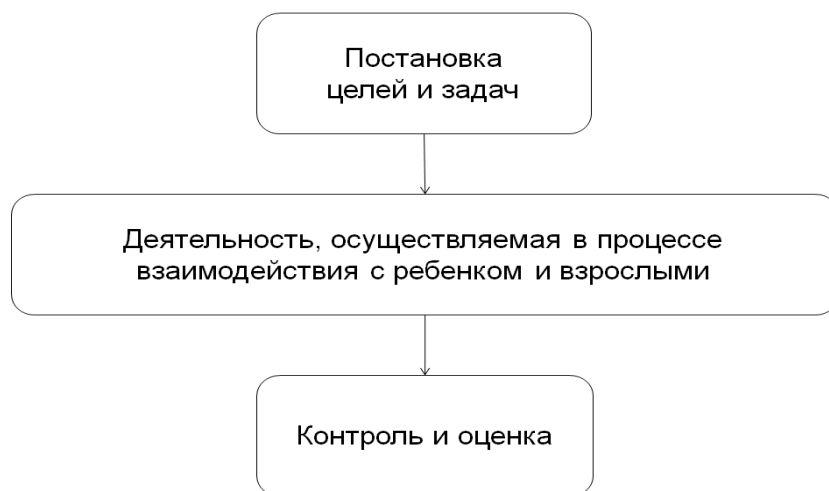 Постановка
целей и задач
Деятельность, осуществляемая в процессе
взаимодействия с ребенком и взрослыми
Контроль и оценка